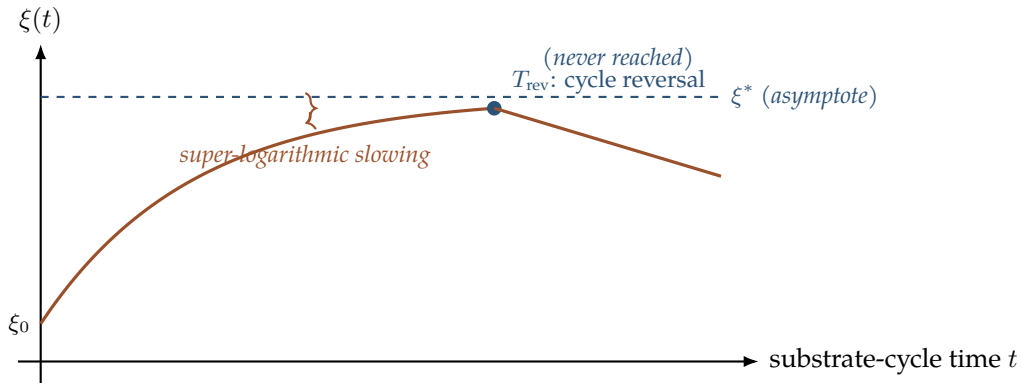 ξ(t)
(never reached)
T_rev: cycle reversal
ξ* (asymptote)
super-logarithmic slowing
ξ₀
substrate-cycle time t